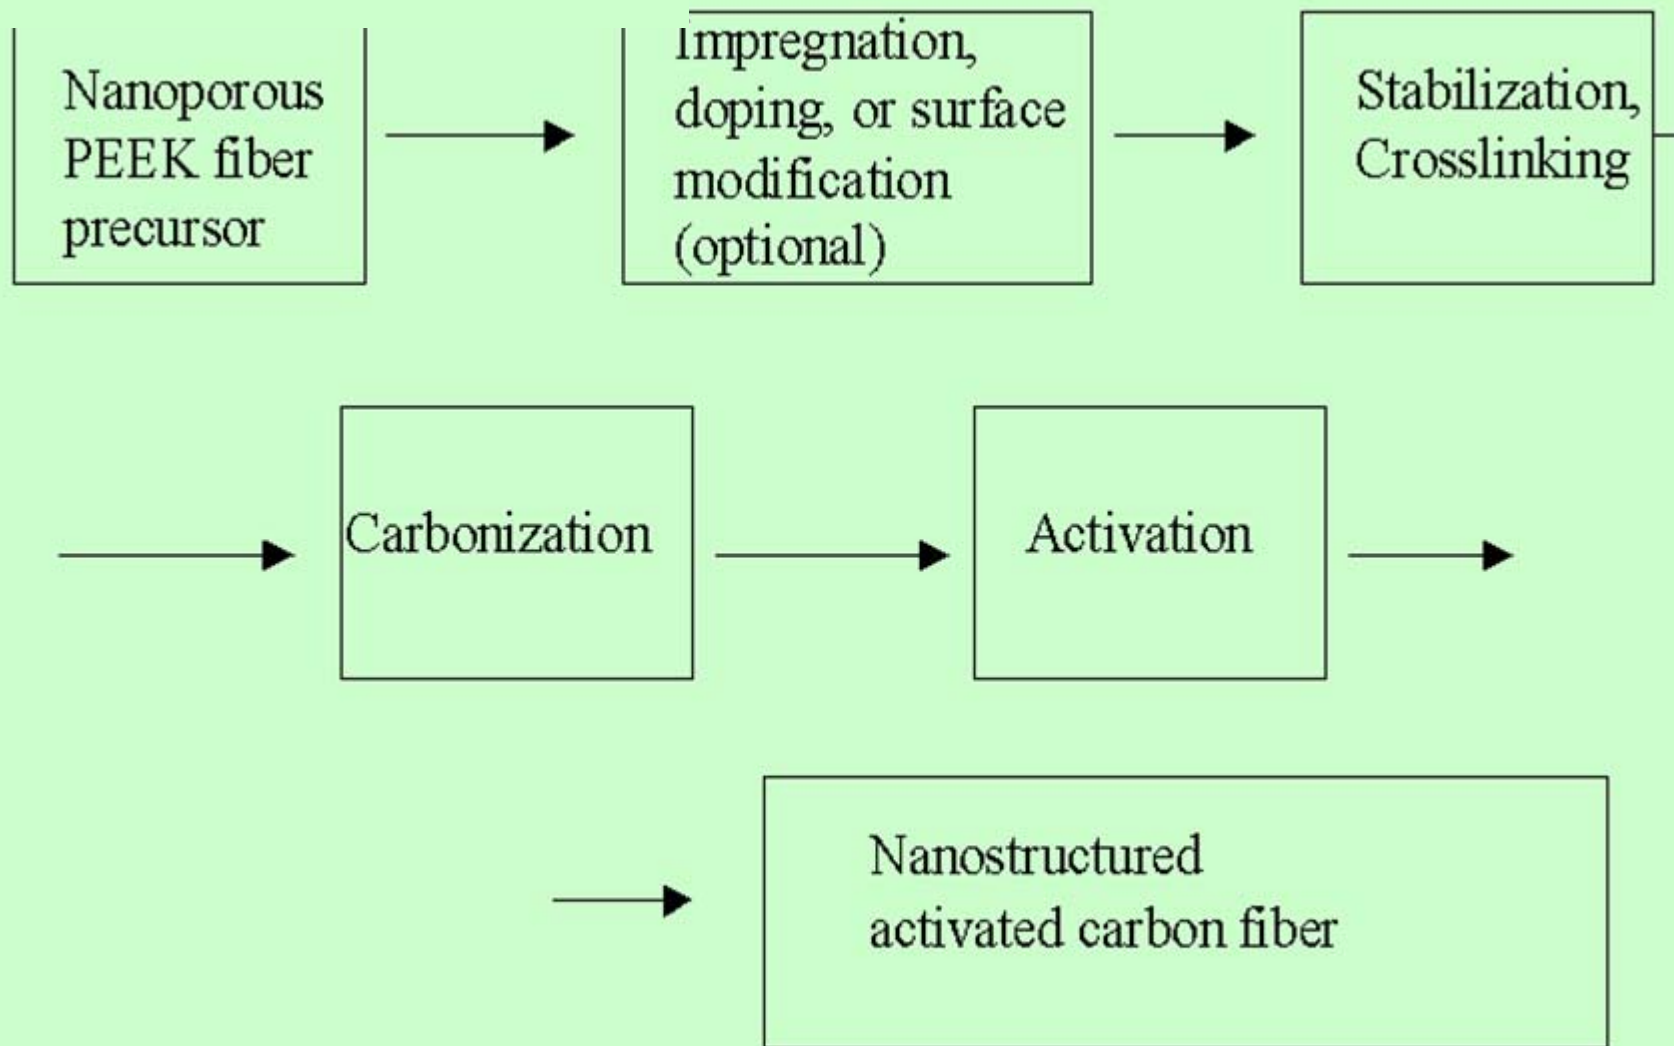 Nanoporous
PEEK fiber
precursor
Impregnation,
doping, or surface
modification
(optional)
Stabilization,
Crosslinking
Carbonization
Activation
Nanostructured
activated carbon fiber